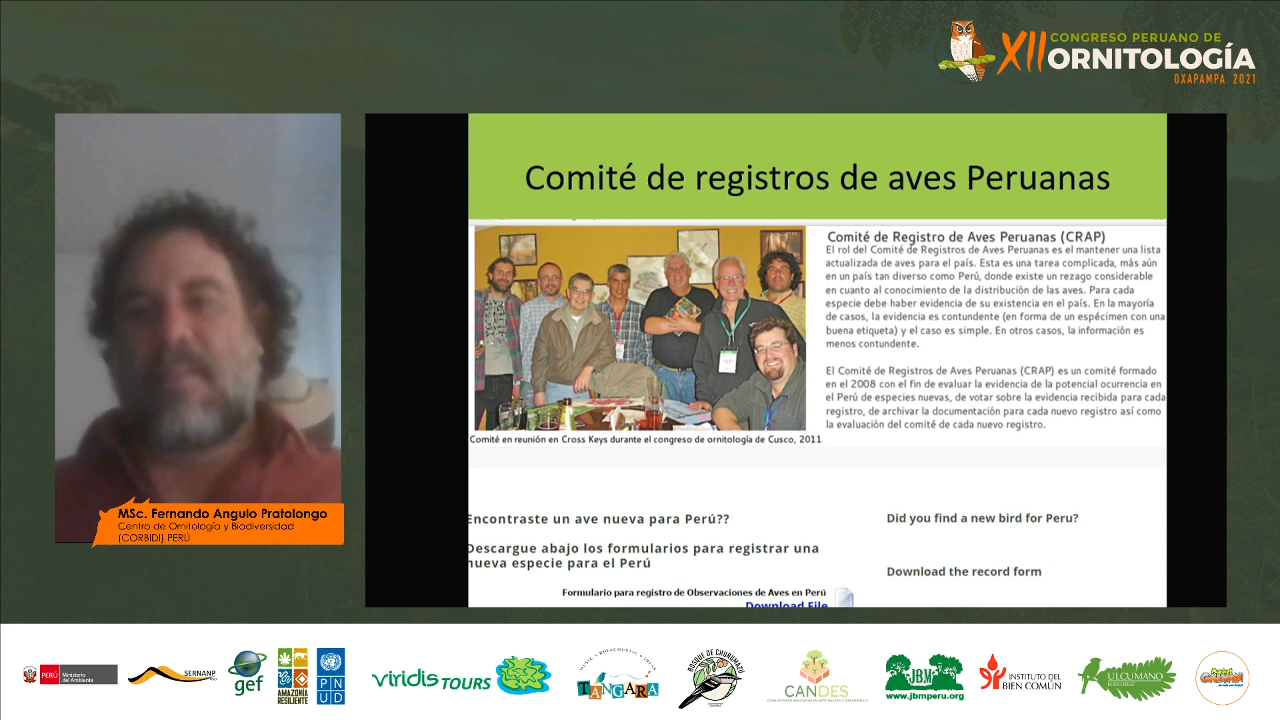 XII CONGRESO PERUANO DE
ORNITOLOGÍA
OXAPAMPA 2021
Comité de registros de aves Peruanas
Comité de Registro de Aves Peruanas (CRAP)
El rol del Comité de Registros de Aves Peruanas es el mantener una lista
actualizada de aves para el país. Esta es una tarea complicada, más aún
en un país tan diverso como Perú, donde existe un rezago considerable
en cuanto al conocimiento de la distribución de las aves. Para cada
especie debe haber evidencia de su existencia en el país. En la mayoría
de casos, la evidencia es contundente (en forma de un espécimen con una
buena etiqueta) y el caso es simple. En otros casos, la información es
menos contundente.
El Comité de Registros de Aves Peruanas (CRAP) es un comité formado
en el 2008 con el fin de evaluar la evidencia de la potencial ocurrencia en
el Perú de especies nuevas, de votar sobre la evidencia recibida para cada
registro, de archivar la documentación para cada nuevo registro así como
la evaluación del comité de cada nuevo registro.
Comité en reunión en Cross Keys durante el congreso de ornitología de Cusco, 2011
Encontraste un ave nueva para Perú??
Descargue abajo los formularios para registrar una
nueva especie para el Perú
Formulario para registro de Observaciones de Aves en Perú
Download File
Did you find a new bird for Peru?
Download the record form
MSc. Fernando Angulo Pratolongo
Centro de Ornitología y Biodiversidad
(CORBIDI) PERÚ
PERÚ Ministerio
del Ambiente
SERNANP
gef
AMAZONÍA
RESILIENTE
P N
U D
viridis TOURS
TÁNGARA
BOSQUE DE CHURUMAZÚ
CANDES
JBM
www.jbmperu.org
INSTITUTO DEL
BIEN COMÚN
ULCUMANO
ECOLODGE